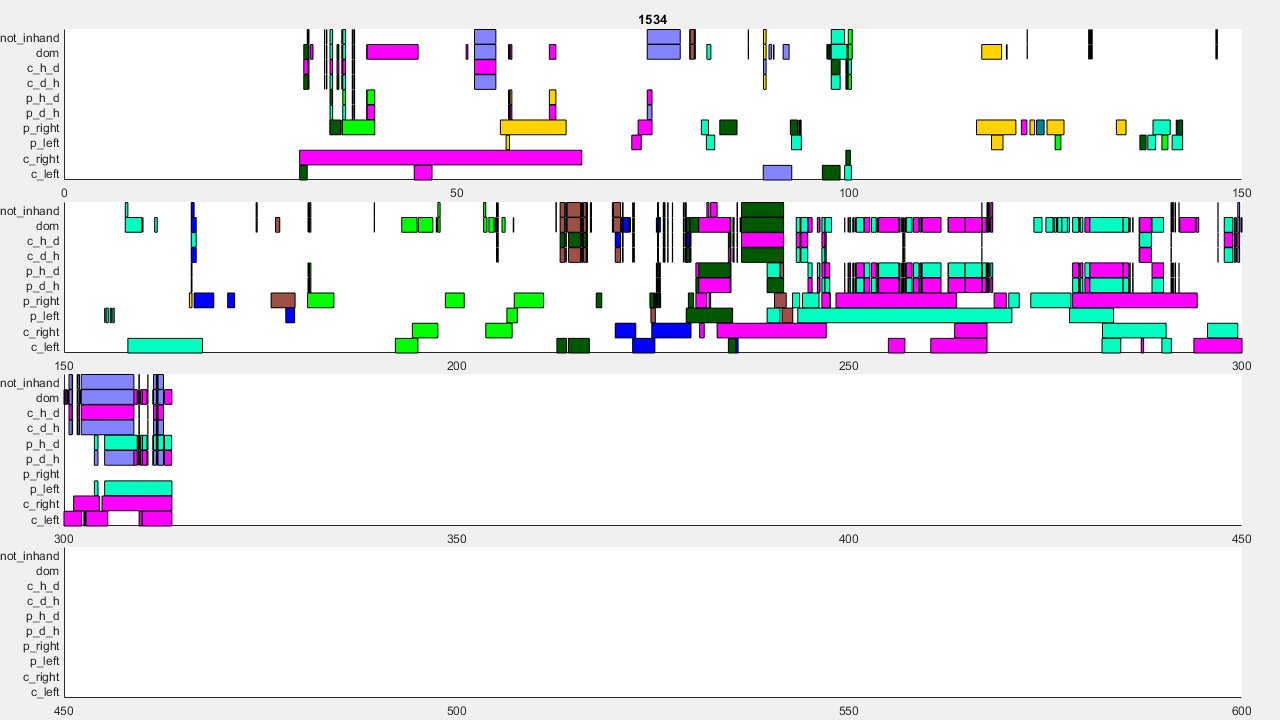 1534
not_inhand
dom
c_h_d
c_d_h
p_h_d
p_d_h
p_right
p_left
c_right
c_left
0 50 100 150
not_inhand
dom
c_h_d
c_d_h
p_h_d
p_d_h
p_right
p_left
c_right
c_left
150 200 250 300
not_inhand
dom
c_h_d
c_d_h
p_h_d
p_d_h
p_right
p_left
c_right
c_left
300 350 400 450
not_inhand
dom
c_h_d
c_d_h
p_h_d
p_d_h
p_right
p_left
c_right
c_left
450 500 550 600